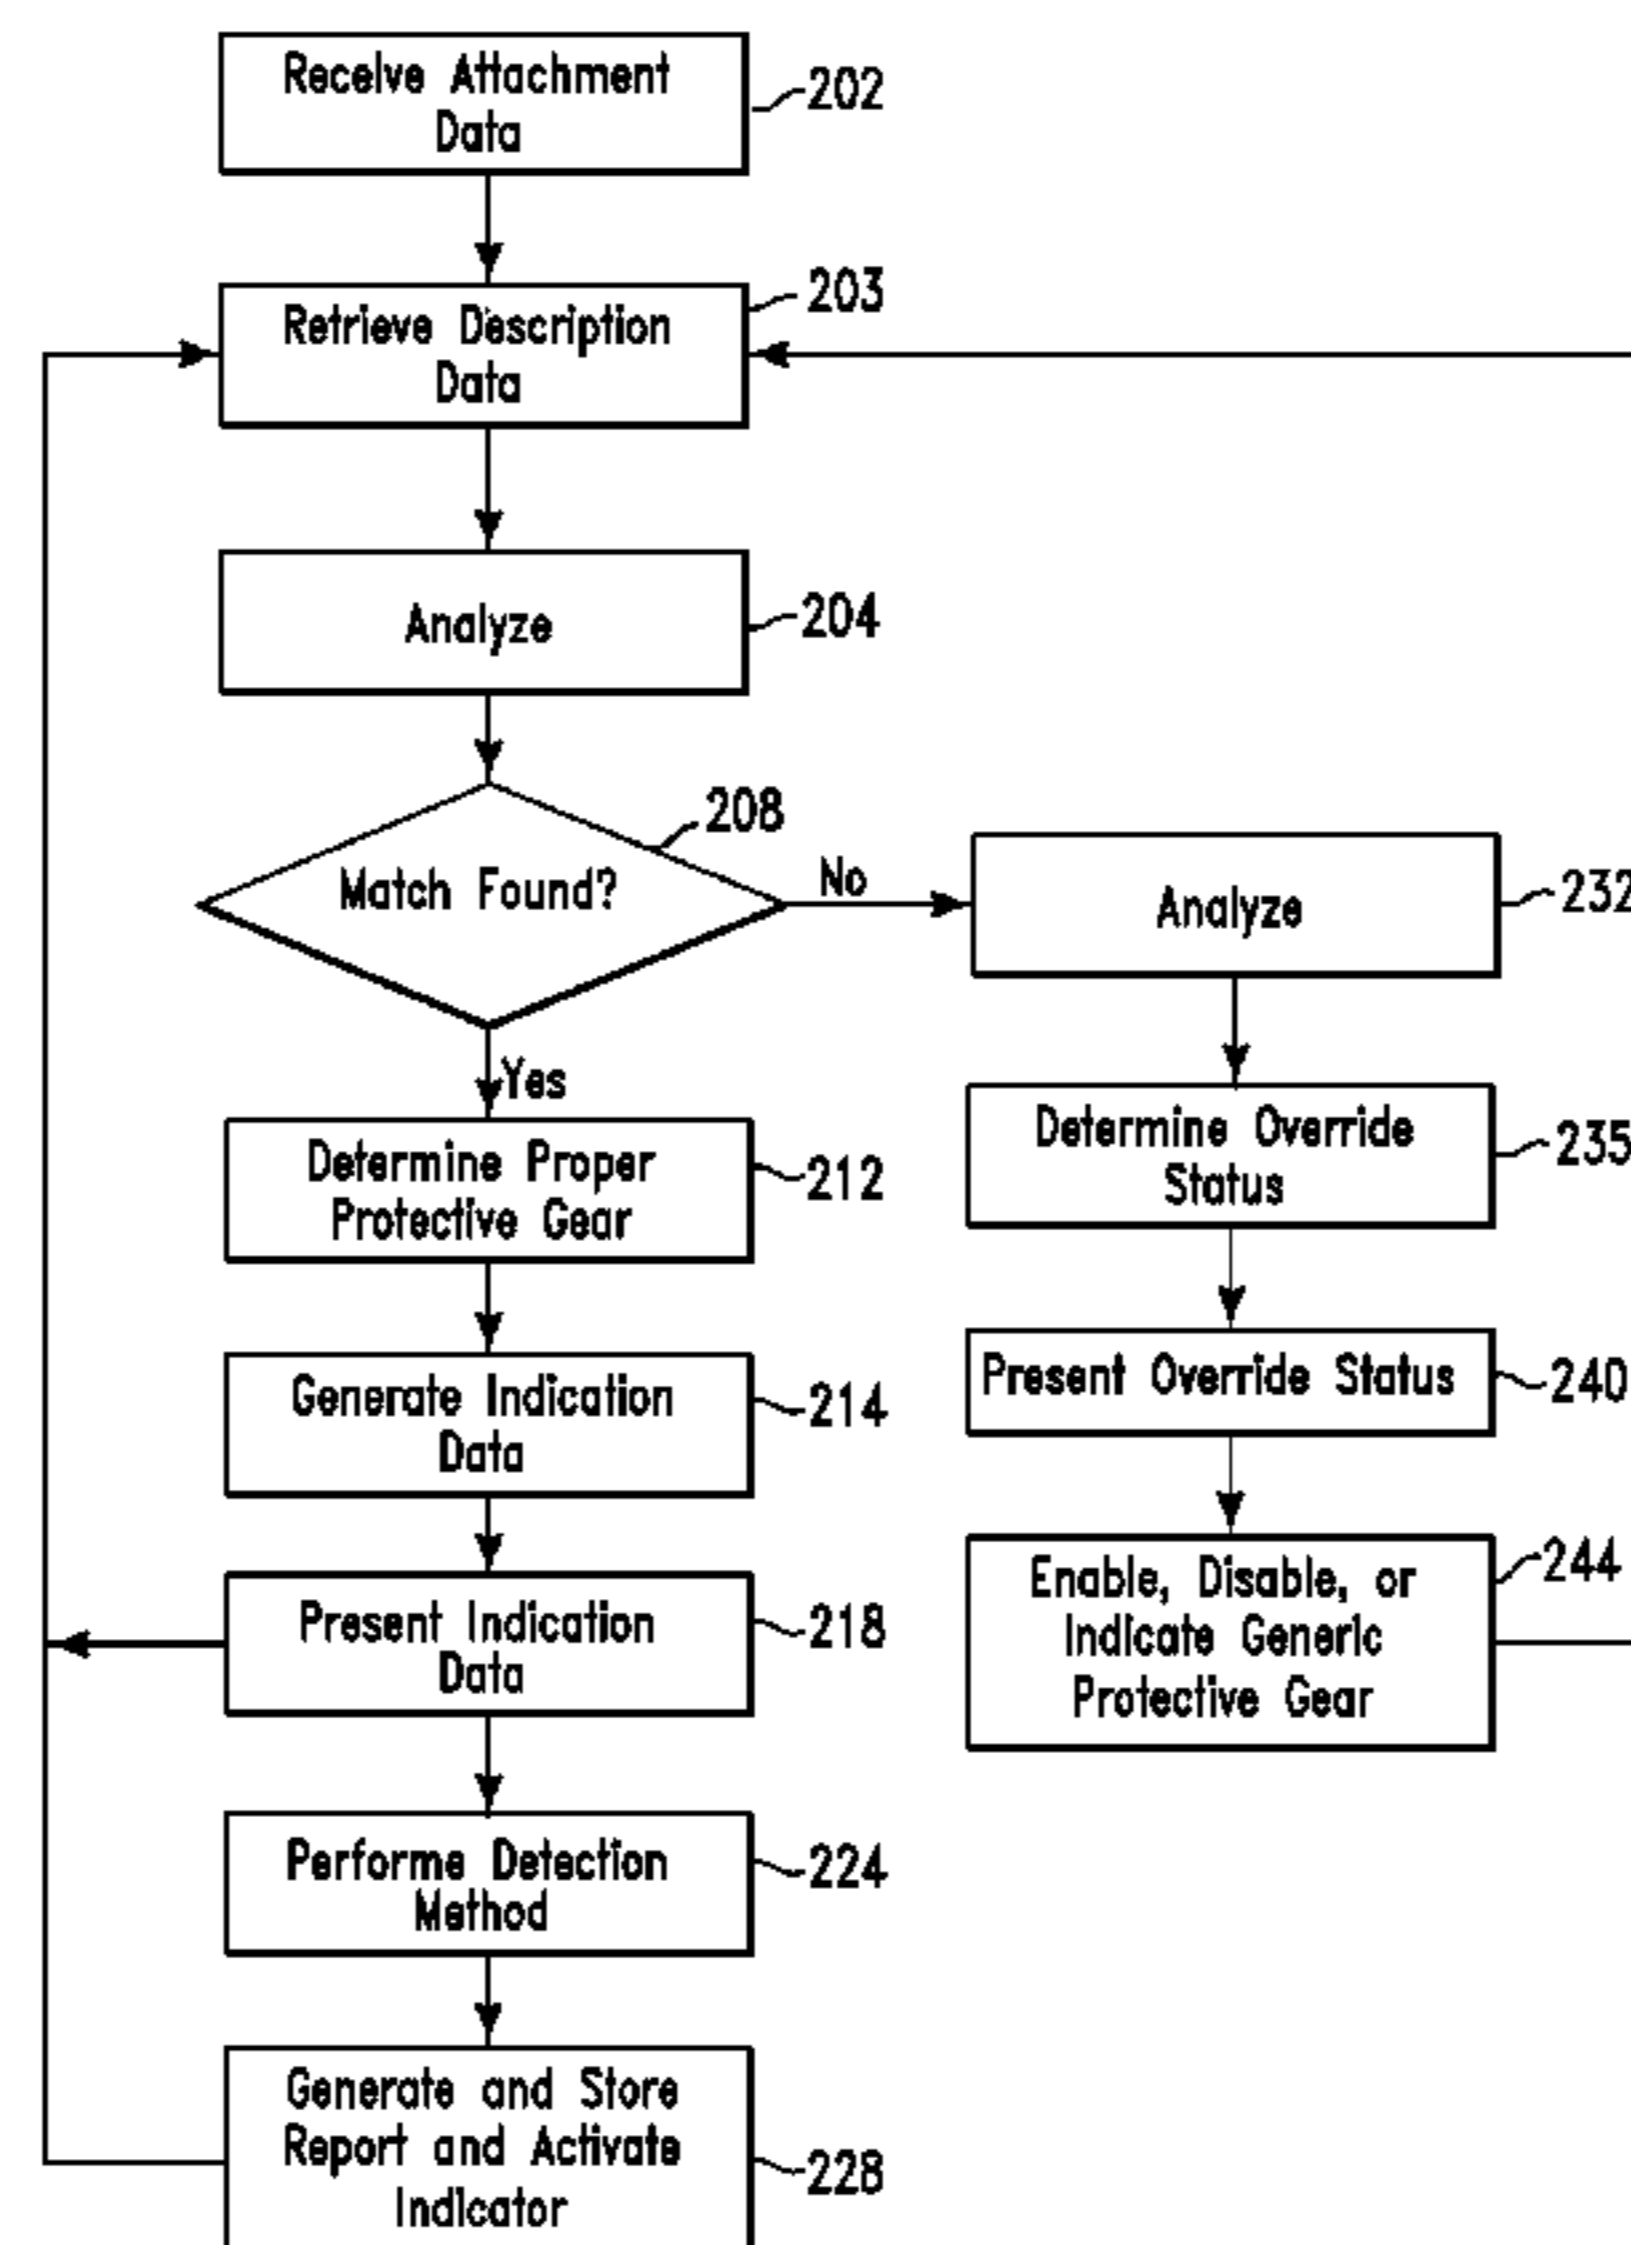 Receive Attachment
Data
202
Retrieve Description
Data
203
Analyze
204
Match Found?
208
No
Yes
Analyze
232
Determine Override
Status
235
Present Override Status
240
Enable, Disable, or
Indicate Generic
Protective Gear
244
Determine Proper
Protective Gear
212
Generate Indication
Data
214
Present Indication
Data
218
Performe Detection
Method
224
Generate and Store
Report and Activate
Indicator
228